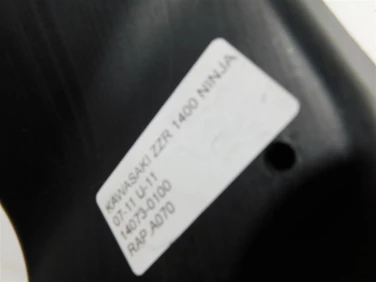 KAWASAKI ZZR 1400 NINJA
07-11 U-11
14073-0100
RAP.A070